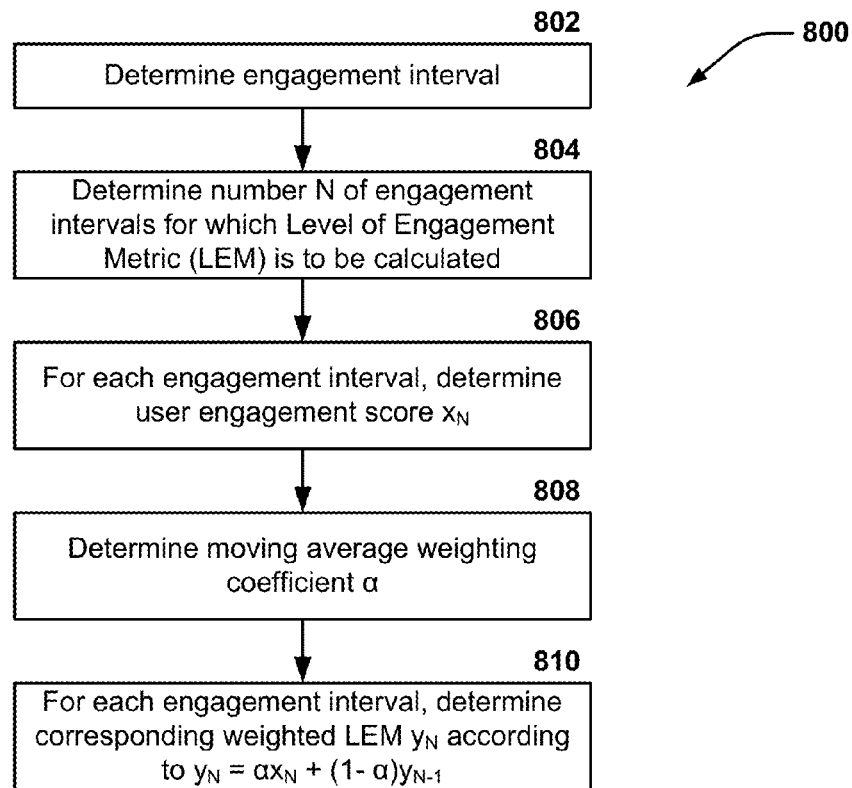 802
800
Determine engagement interval
804
Determine number N of engagement
intervals for which Level of Engagement
Metric (LEM) is to be calculated
806
For each engagement interval, determine
user engagement score xN
808
Determine moving average weighting
coefficient α
810
For each engagement interval, determine
corresponding weighted LEM yN according
to yN = αxN + (1- α)yN-1